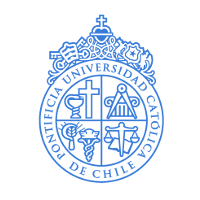 PONTIFICIA UNIVERSIDAD CATÓLICA
DE CHILE